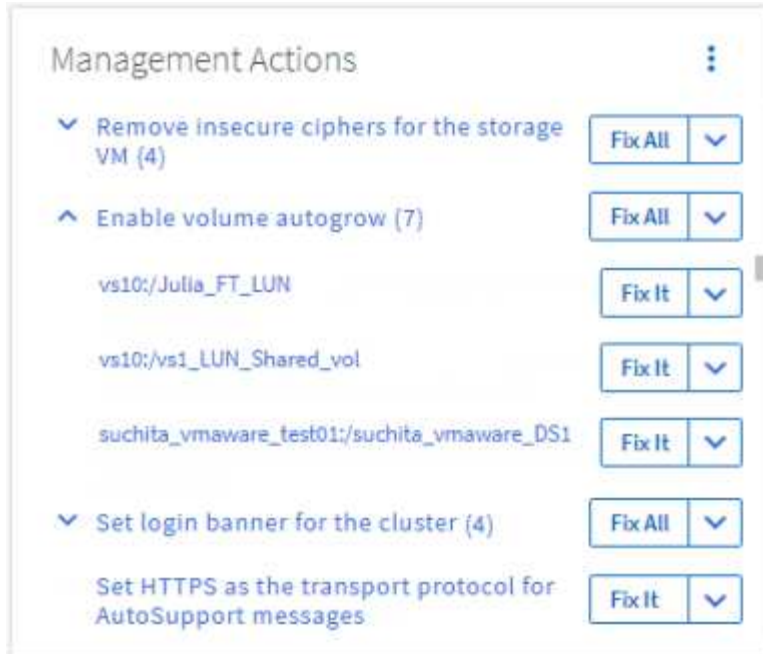 Management Actions
Remove insecure ciphers for the storage
VM (4)
Fix All
Enable volume autogrow (7)
Fix All
vs10:/Julia_FT_LUN
Fix It
vs10:/vs1_LUN_Shared_vol
Fix It
suchita_vmaware_test01:/suchita_vmaware_DS1
Fix It
Set login banner for the cluster (4)
Fix All
Set HTTPS as the transport protocol for
AutoSupport messages
Fix It